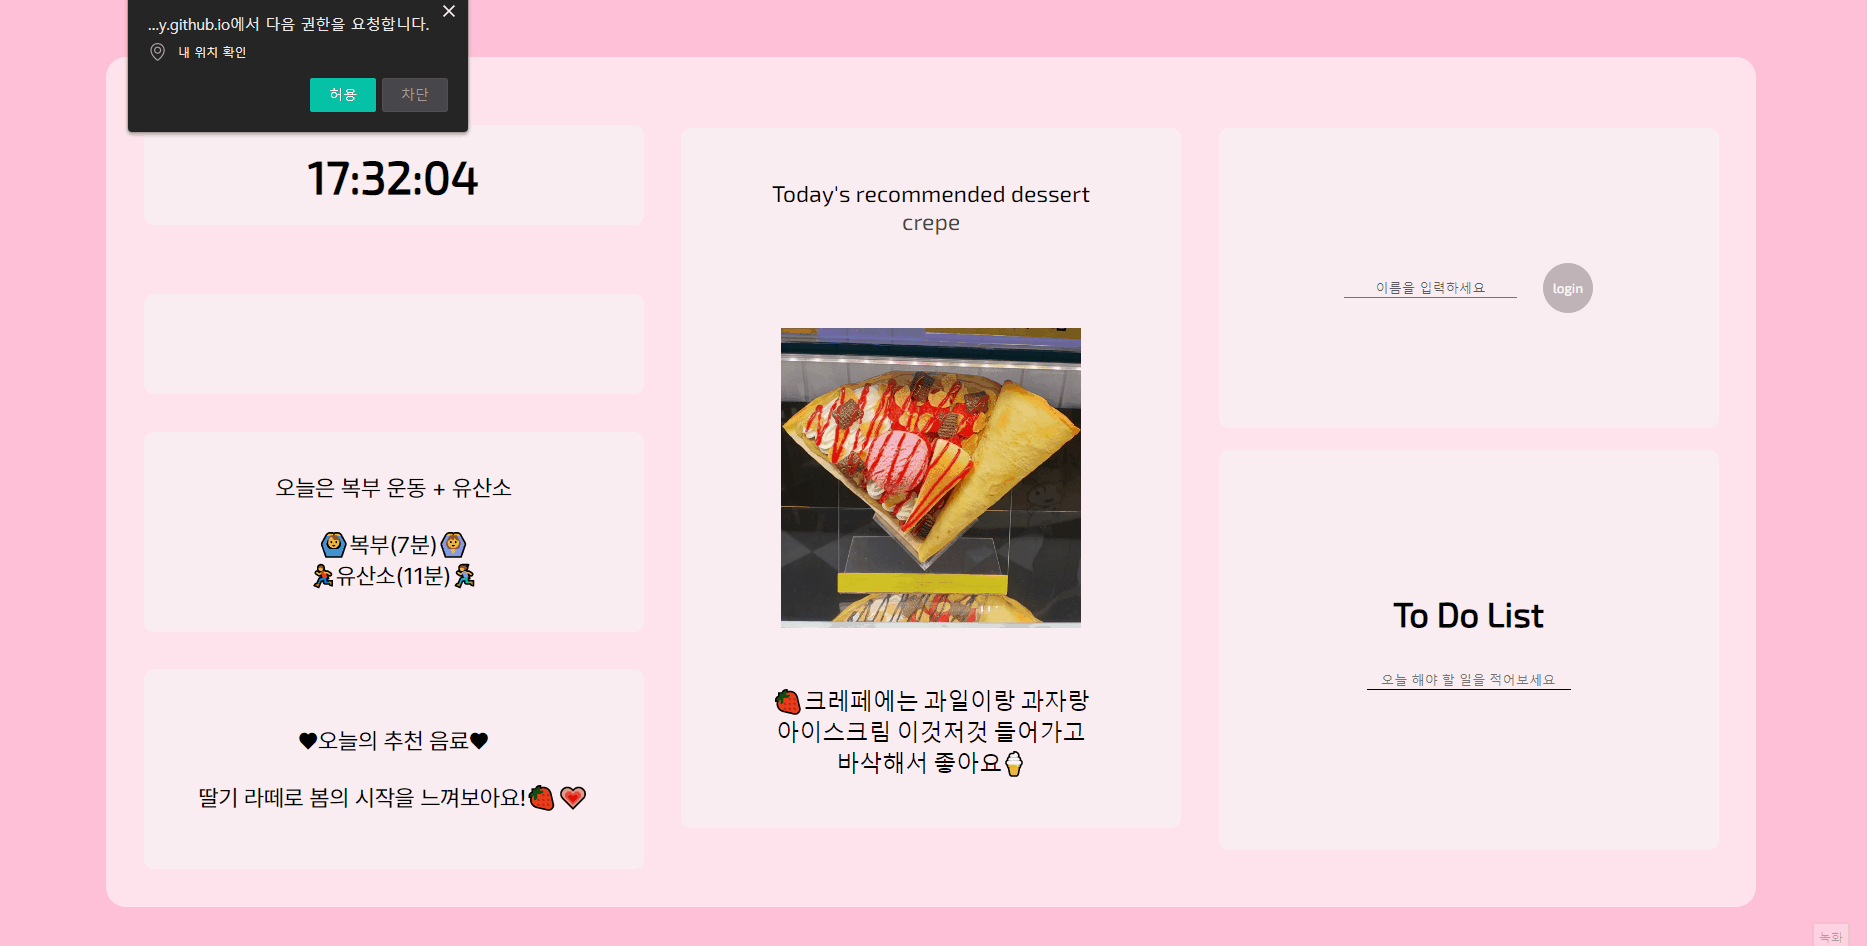 ...y.github.io에서 다음 권한을 요청합니다.
내 위치 확인
허용
차단
17:32:04
오늘은 복부 운동 + 유산소
🙆복부(7분)🙆
🏃유산소(11분)🏃
♥오늘의 추천 음료♥
딸기 라떼로 봄의 시작을 느껴보아요!🍓💗
Today's recommended dessert
crepe
🍓크레페에는 과일이랑 과자랑
아이스크림 이것저것 들어가고
바삭해서 좋아요🍦
이름을 입력하세요
login
To Do List
오늘 해야 할 일을 적어보세요
녹화